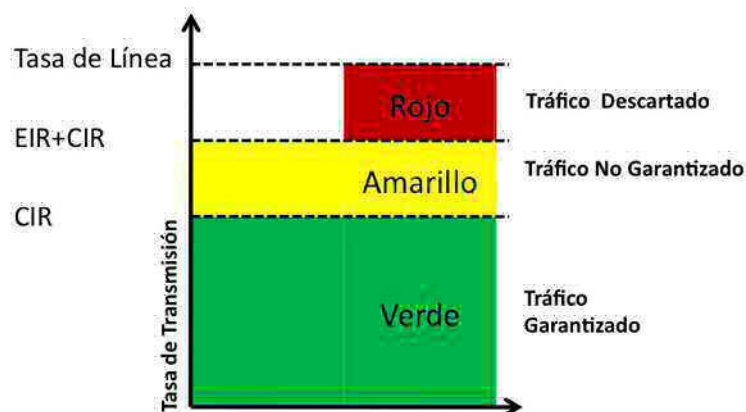 Tasa de Línea
Rojo
Tráfico Descartado
EIR+CIR
Amarillo
Tráfico No Garantizado
CIR
Tasa de Transmisión
Verde
Tráfico
Garantizado